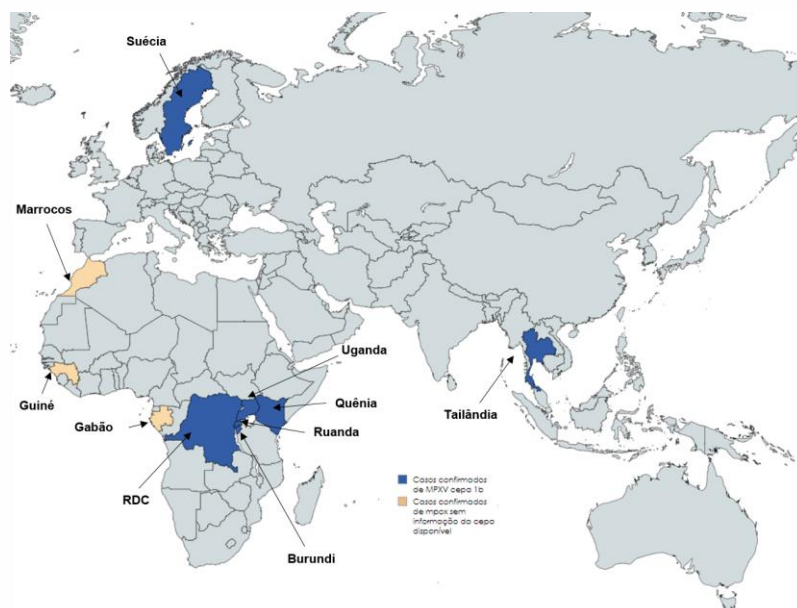 Suécia
Marrocos
Uganda
Guiné
Quênia
Gabão
Tailândia
Ruanda
RDC
Casos confirmados
de MPXV cepa 1b
Casos confirmados
de mpox sem
informação da cepa
disponível
Burundi